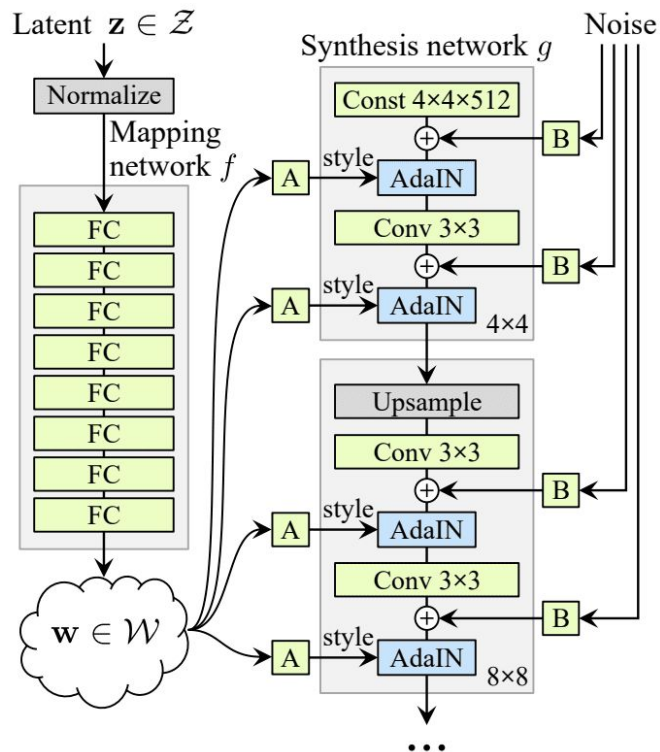 Latent z ∈ 𝒵
Normalize
Mapping
network f
FC
FC
FC
FC
FC
FC
FC
FC
w ∈ 𝒲
Synthesis network g
Noise
Const 4×4×512
B
A
style
AdaIN
Conv 3×3
B
A
style
AdaIN
4×4
Upsample
Conv 3×3
B
A
style
AdaIN
Conv 3×3
B
A
style
AdaIN
8×8
...